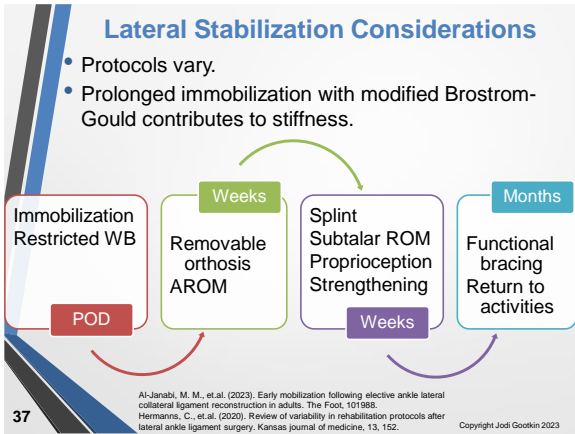 Lateral Stabilization Considerations
• Protocols vary.
• Prolonged immobilization with modified Brostrom-
Gould contributes to stiffness.
Immobilization
Restricted WB
POD
Weeks
Removable
orthosis
AROM
Splint
Subtalar ROM
Proprioception
Strengthening
Weeks
Months
Functional
bracing
Return to
activities
Al-Janabi, M. M., et.al. (2023). Early mobilization following elective ankle lateral
collateral ligament reconstruction in adults. The Foot, 101988.
Hermanns, C., et.al. (2020). Review of variability in rehabilitation protocols after
lateral ankle ligament surgery. Kansas journal of medicine, 13, 152.
37
Copyright Jodi Gootkin 2023